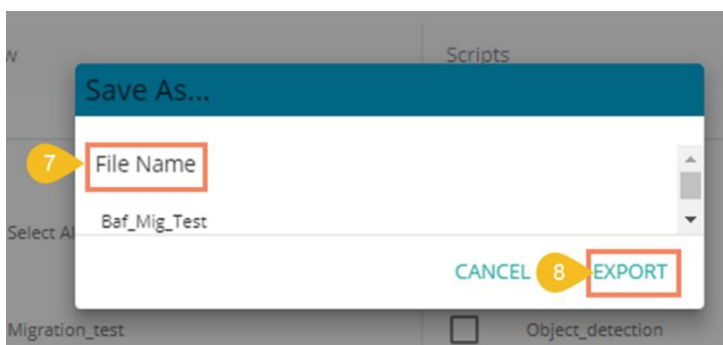 w
Scripts
Save As...
7
File Name
Baf_Mig_Test
Select Al
CANCEL
8
EXPORT
Migration_test
Object_detection